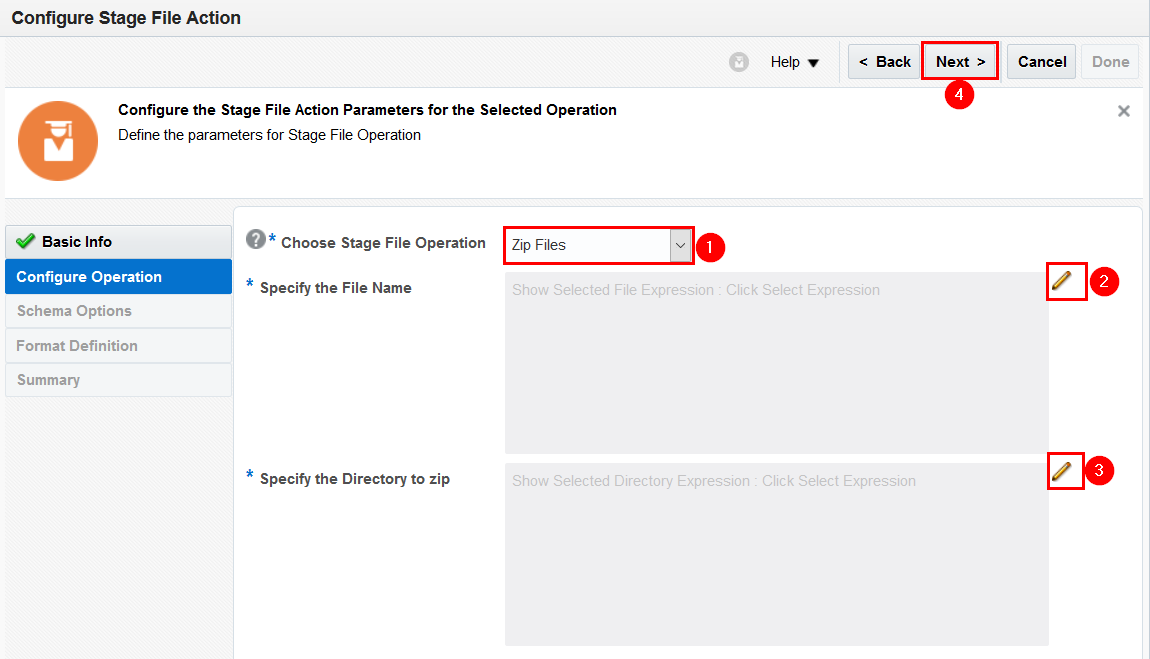 Configure Stage File Action
Help
< Back
Next >
Cancel
Done
4
Configure the Stage File Action Parameters for the Selected Operation
Define the parameters for Stage File Operation
Basic Info
Configure Operation
Schema Options
Format Definition
Summary
? * Choose Stage File Operation
Zip Files
1
* Specify the File Name
Show Selected File Expression : Click Select Expression
2
* Specify the Directory to zip
Show Selected Directory Expression : Click Select Expression
3